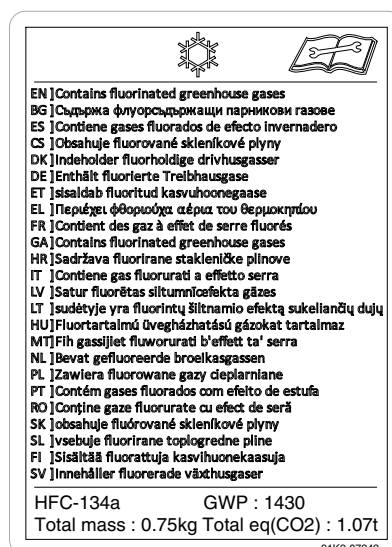 EN ]Contains fluorinated greenhouse gases
BG ]Съдържа флуорсъдържащи парникови газове
ES ]Contiene gases fluorados de efecto invernadero
CS ]Obsahuje fluorované skleníkové plyny
DK ]Indeholder fluorholdige drivhusgasser
DE ]Enthält fluorierte Treibhausgase
ET ]sisaldab fluoritud kasvuhoonegaase
EL ]Περιέχει φθοριούχα αέρια του θερμοκηπίου
FR ]Contient des gaz à effet de serre fluorés
GA]Contains fluorinated greenhouse gases
HR]Sadržava fluorirane stakleničke plinove
IT ]Contiene gas fluorurati a effetto serra
LV ]Satur fluorētas siltumnīcefekta gāzes
LT ]sudėtyje yra fluorintų šiltnamio efektą sukeliančių dujų
HU]Fluortartalmú üvegházhatású gázokat tartalmaz
MT]Fih gassijiet fluworurati b'effett ta' serra
NL ]Bevat gefluoreerde broeikasgassen
PL ]Zawiera fluorowane gazy cieplarniane
PT ]Contém gases fluorados com efeito de estufa
RO]Conține gaze fluorurate cu efect de seră
SK ]obsahuje fluórované skleníkové plyny
SL ]vsebuje fluorirane toplogredne pline
FI ]Sisältää fluorattuja kasvihuonekaasuja
SV ]Innehåller fluorerade växthusgaser
HFC-134a GWP : 1430
Total mass : 0.75kg Total eq(CO2) : 1.07t